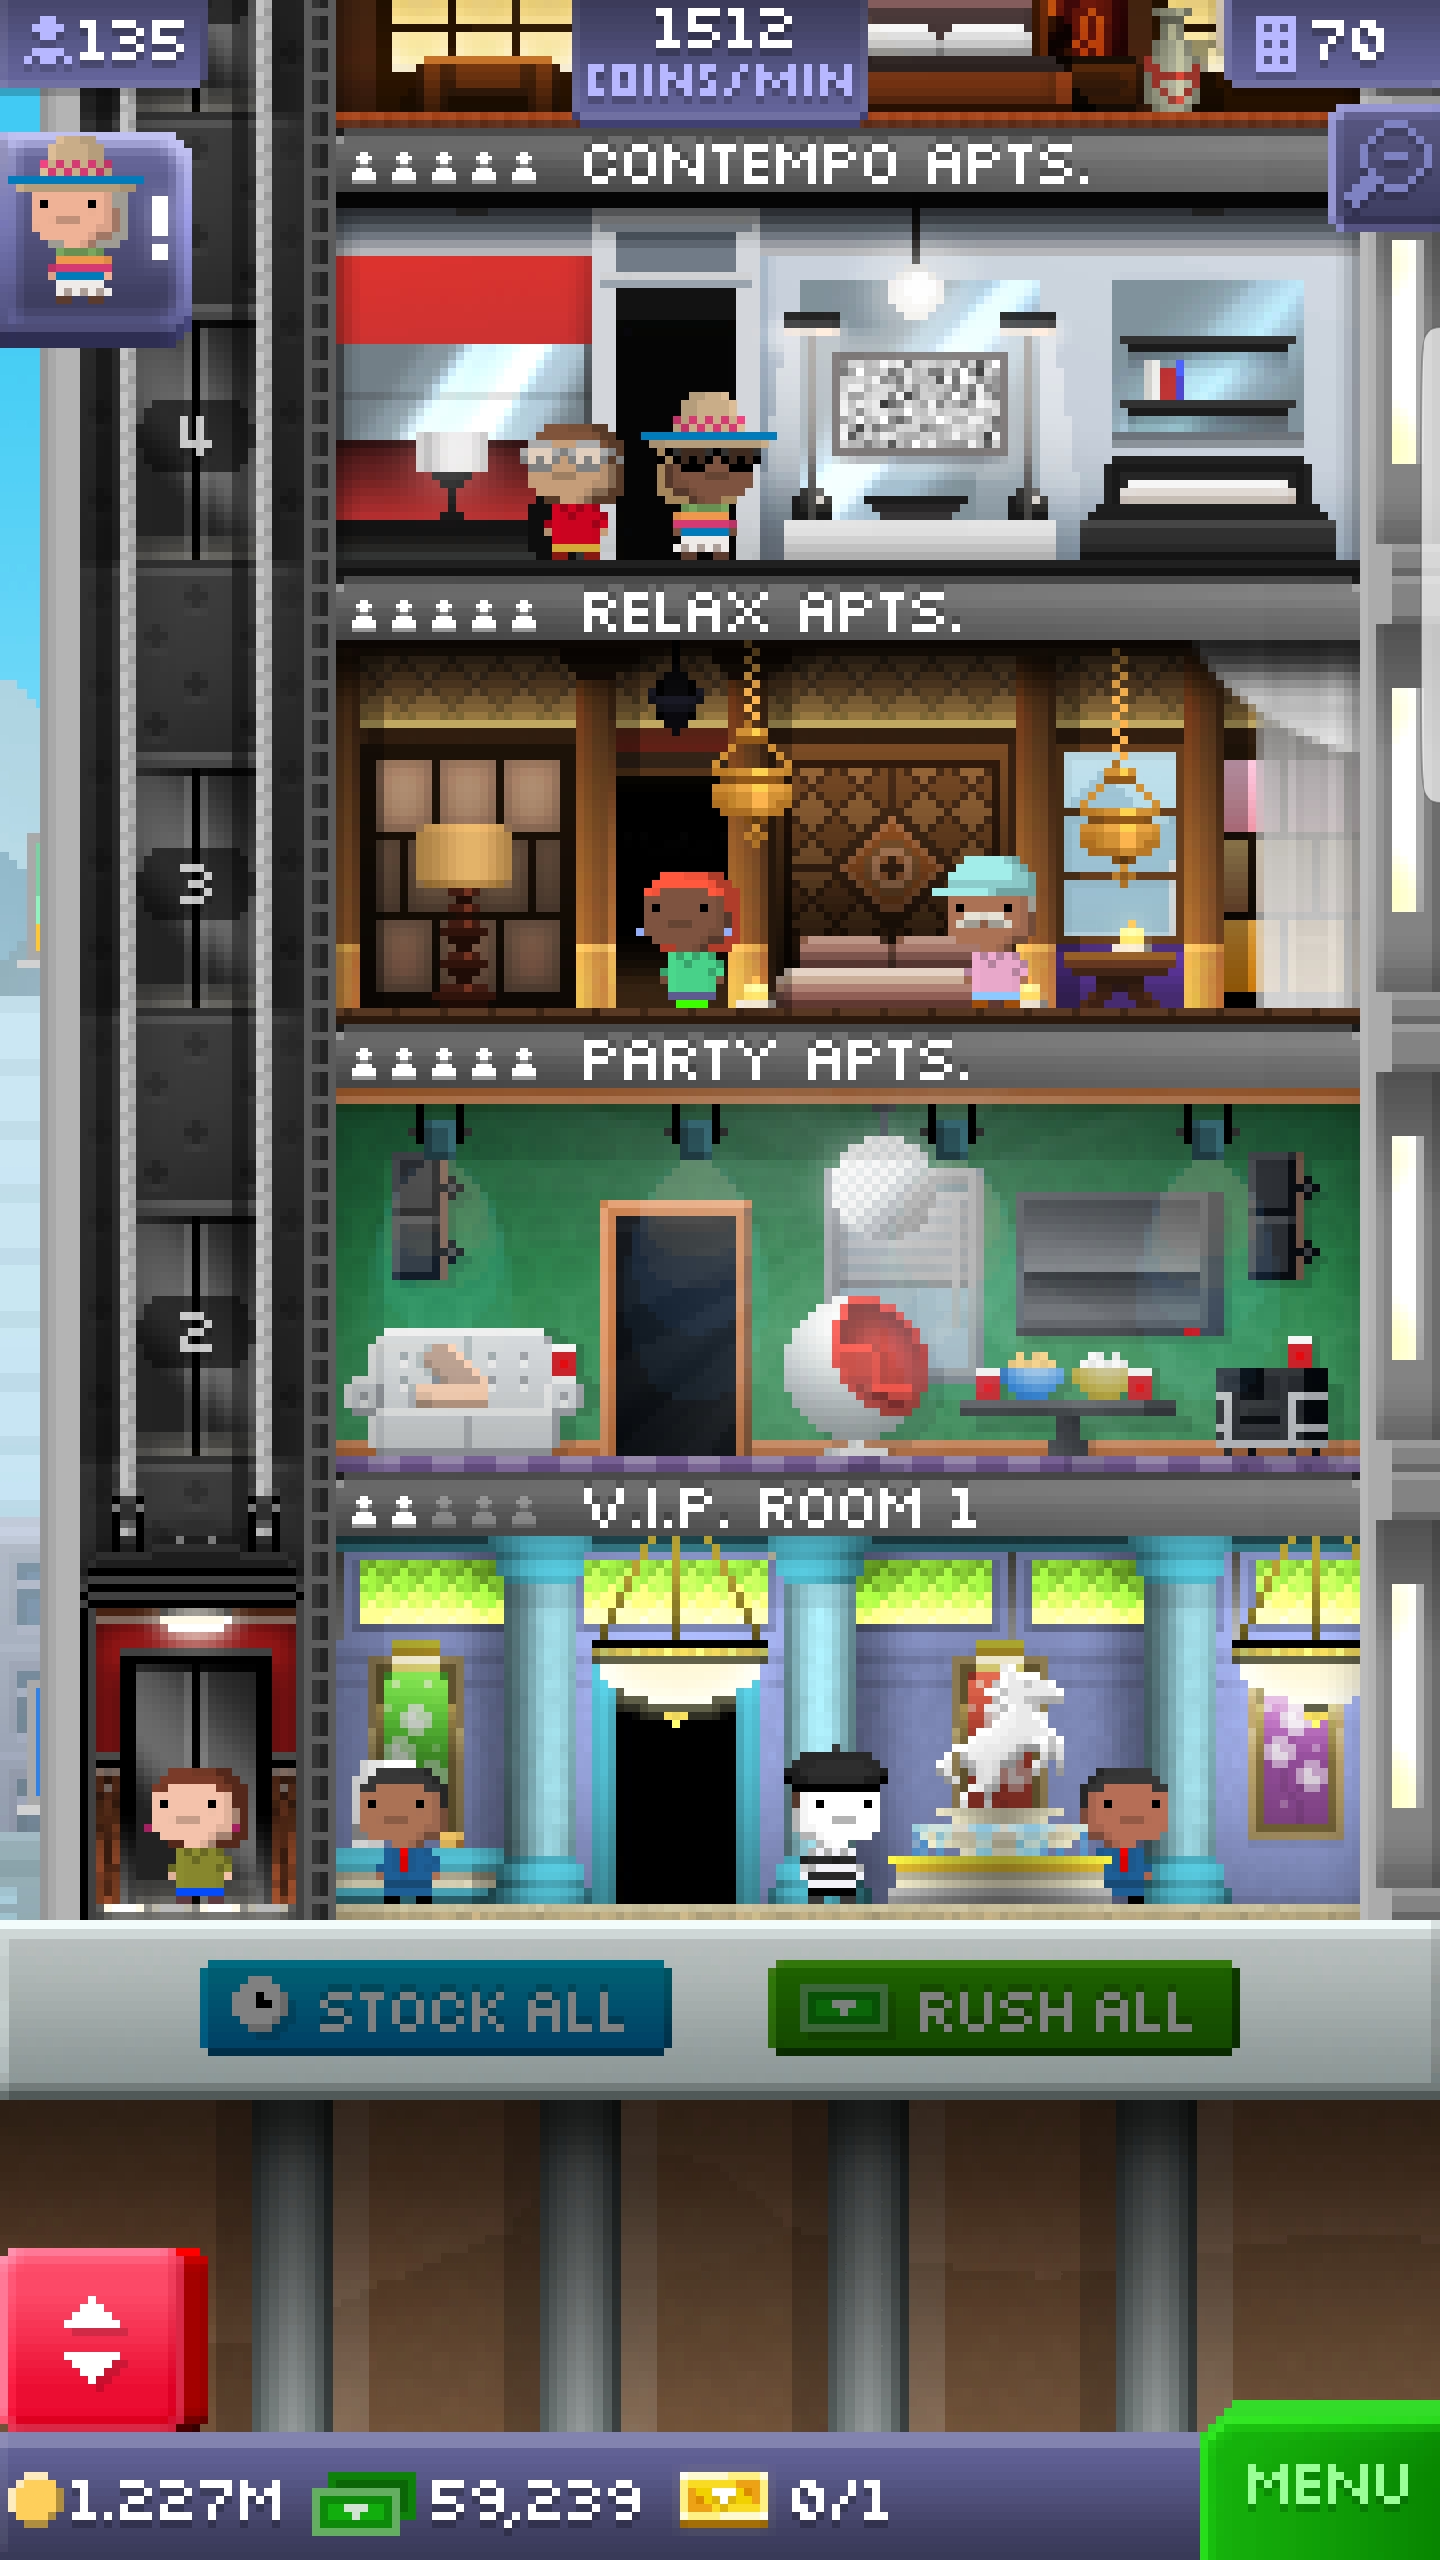 135
1512
COINS/MIN
70
CONTEMPO APTS.
!
4
RELAX APTS.
3
PARTY APTS.
2
V.I.P. ROOM 1
STOCK ALL
RUSH ALL
1.227M
59,239
0/1
MENU